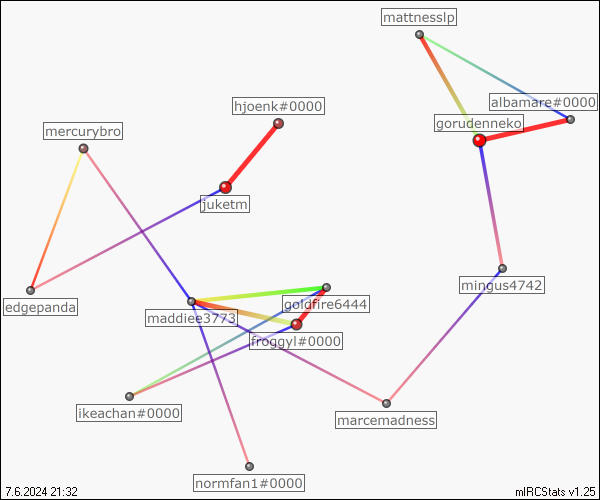 mattnesslp
albamare#0000
hjoenk#0000
gorudenneko
mercurybro
juketm
mingus4742
edgepanda
goldfire6444
maddiee3773
froggyl#0000
ikeachan#0000
marcemadness
normfan1#0000
7.6.2024 21:32
mIRCStats v1.25